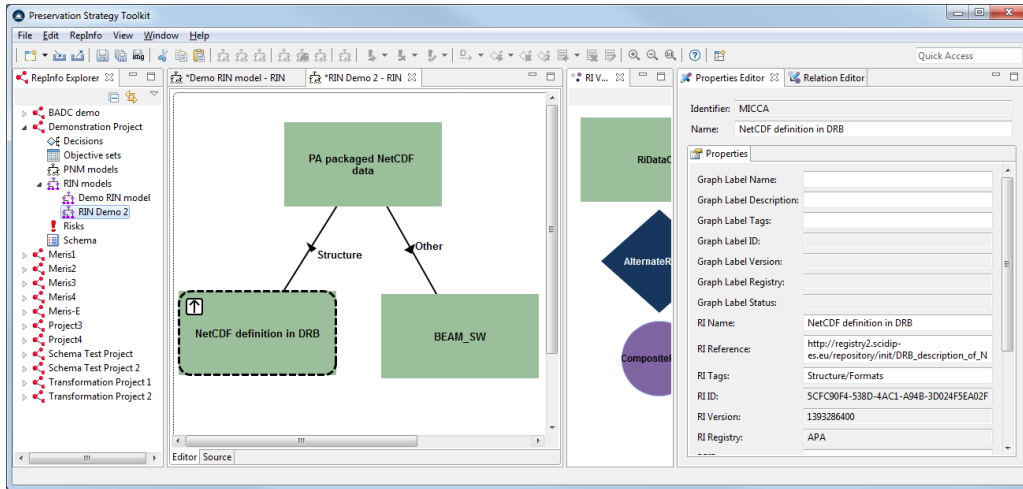 Preservation Strategy Toolkit
File Edit RepInfo View Window Help
Quick Access
RepInfo Explorer
BADC demo
Demonstration Project
Decisions
Objective sets
PNM models
RIN models
Demo RIN model
RIN Demo 2
Risks
Schema
Meris1
Meris2
Meris3
Meris4
Meris-E
Project3
Project4
Schema Test Project
Schema Test Project 2
Transformation Project 1
Transformation Project 2
*Demo RIN model - RIN
*RIN Demo 2 - RIN
PA packaged NetCDF
data
Structure
Other
NetCDF definition in DRB
BEAM_SW
Editor Source
RI V...
RiDataO
AlternateR
Composite
Properties Editor
Relation Editor
Identifier: MICCA
Name: NetCDF definition in DRB
Properties
Graph Label Name:
Graph Label Description:
Graph Label Tags:
Graph Label ID:
Graph Label Version:
Graph Label Registry:
Graph Label Status:
RI Name: NetCDF definition in DRB
RI Reference: http://registry2.scidip-
es.eu/repository/init/DRB_description_of_N
RI Tags: Structure/Formats
RI ID: 5CFC90F4-538D-4AC1-A94B-3D024F5EA02F
RI Version: 1393286400
RI Registry: APA